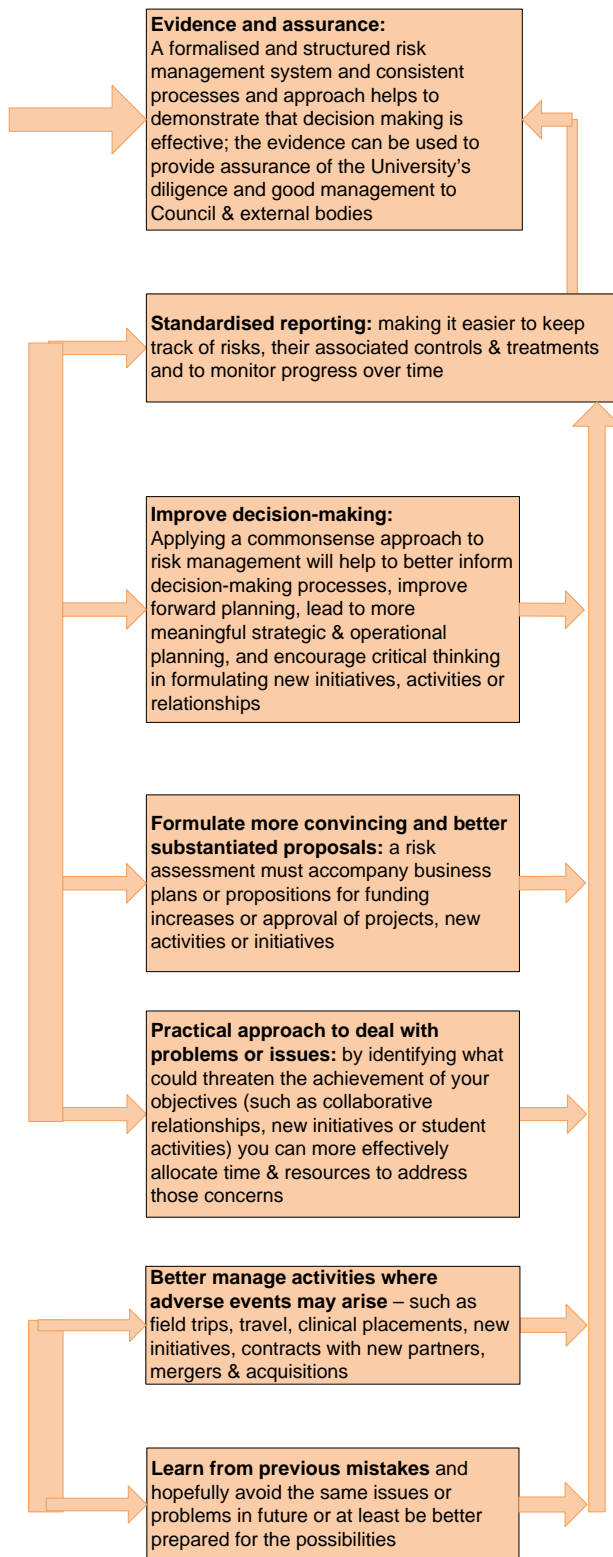 Evidence and assurance:
A formalised and structured risk
management system and consistent
processes and approach helps to
demonstrate that decision making is
effective; the evidence can be used to
provide assurance of the University’s
diligence and good management to
Council & external bodies
Standardised reporting: making it easier to keep
track of risks, their associated controls & treatments
and to monitor progress over time
Improve decision-making:
Applying a commonsense approach to
risk management will help to better inform
decision-making processes, improve
forward planning, lead to more
meaningful strategic & operational
planning, and encourage critical thinking
in formulating new initiatives, activities or
relationships
Formulate more convincing and better
substantiated proposals: a risk
assessment must accompany business
plans or propositions for funding
increases or approval of projects, new
activities or initiatives
Practical approach to deal with
problems or issues: by identifying what
could threaten the achievement of your
objectives (such as collaborative
relationships, new initiatives or student
activities) you can more effectively
allocate time & resources to address
those concerns
Better manage activities where
adverse events may arise – such as
field trips, travel, clinical placements, new
initiatives, contracts with new partners,
mergers & acquisitions
Learn from previous mistakes and
hopefully avoid the same issues or
problems in future or at least be better
prepared for the possibilities